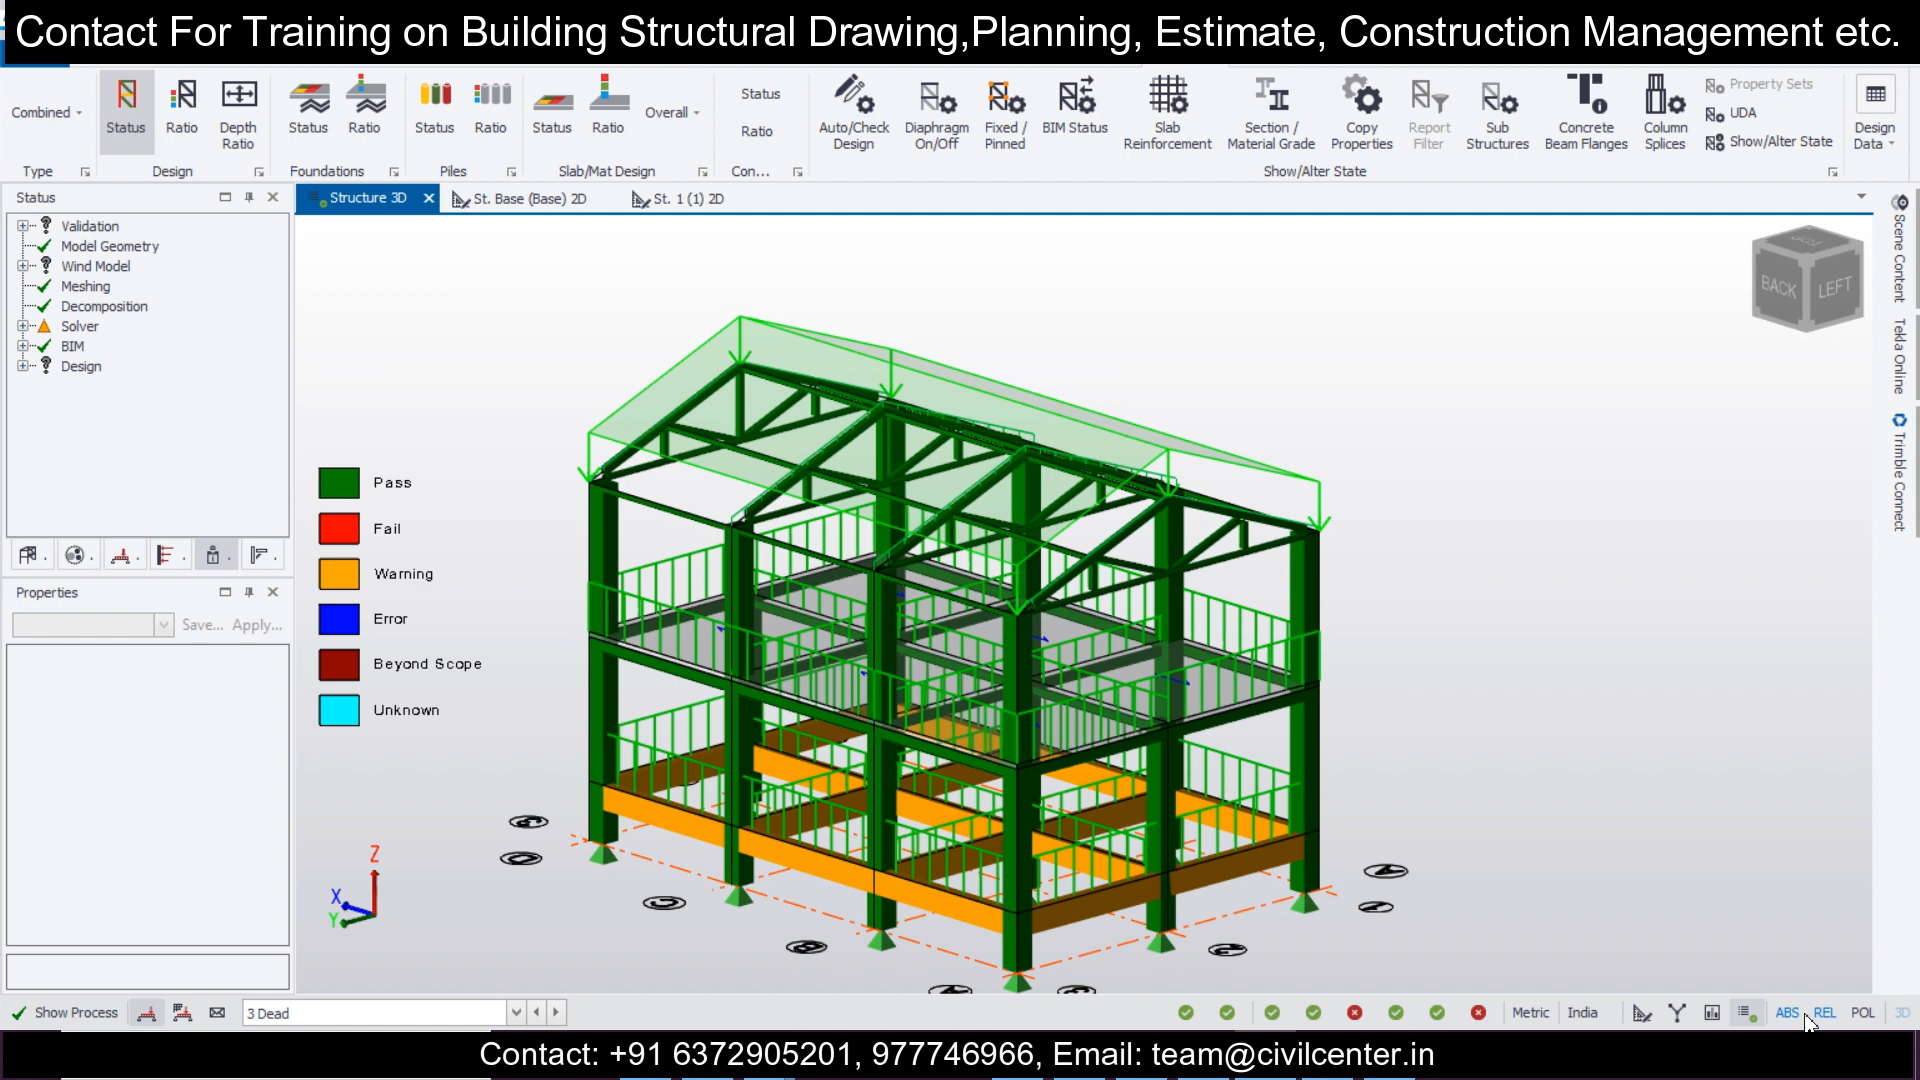 Contact For Training on Building Structural Drawing,Planning, Estimate, Construction Management etc.
Combined
Status
Ratio
Depth Ratio
Status
Ratio
Status
Ratio
Status
Ratio
Overall
Status
Ratio
Auto/Check Design
Diaphragm On/Off
Fixed / Pinned
BIM Status
Slab Reinforcement
Section / Material Grade
Copy Properties
Report Filter
Sub Structures
Concrete Beam Flanges
Column Splices
Property Sets
UDA
Show/Alter State
Design Data
Type
Design
Foundations
Piles
Slab/Mat Design
Con...
Show/Alter State
Status
Structure 3D
St. Base (Base) 2D
St. 1 (1) 2D
Validation
Model Geometry
Wind Model
Meshing
Decomposition
Solver
BIM
Design
Properties
Save...
Apply...
Pass
Fail
Warning
Error
Beyond Scope
Unknown
TOP
BACK
LEFT
Scene Content
Tekla Online
Trimble Connect
Z
X
Y
D
C
B
2
1
Show Process
3 Dead
Metric
India
ABS
REL
POL
3D
Contact: +91 6372905201, 977746966, Email: team@civilcenter.in